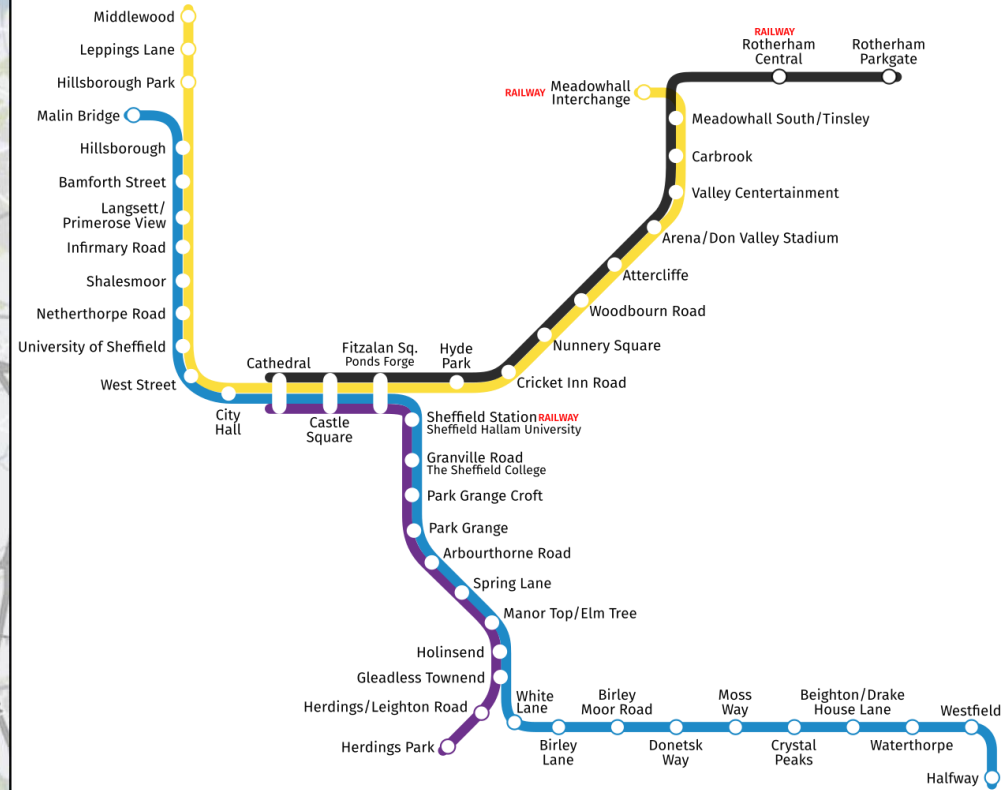 Middlewood
Leppings Lane
Hillsborough Park
Malin Bridge
Hillsborough
Bamforth Street
Langsett/
Primerose View
Infirmary Road
Shalesmoor
Netherthorpe Road
University of Sheffield
West Street
City
Hall
Cathedral
Castle
Square
Fitzalan Sq.
Ponds Forge
Hyde
Park
Cricket Inn Road
Nunnery Square
Woodbourn Road
Attercliffe
Arena/Don Valley Stadium
Valley Centertainment
Carbrook
Meadowhall South/Tinsley
RAILWAY Meadowhall
Interchange
RAILWAY
Rotherham
Central
Rotherham
Parkgate
Sheffield Station RAILWAY
Sheffield Hallam University
Granville Road
The Sheffield College
Park Grange Croft
Park Grange
Arbourthorne Road
Spring Lane
Manor Top/Elm Tree
Holinsend
Gleadless Townend
Herdings/Leighton Road
Herdings Park
White
Lane
Birley
Lane
Birley
Moor Road
Donetsk
Way
Moss
Way
Crystal
Peaks
Beighton/Drake
House Lane
Waterthorpe
Westfield
Halfway